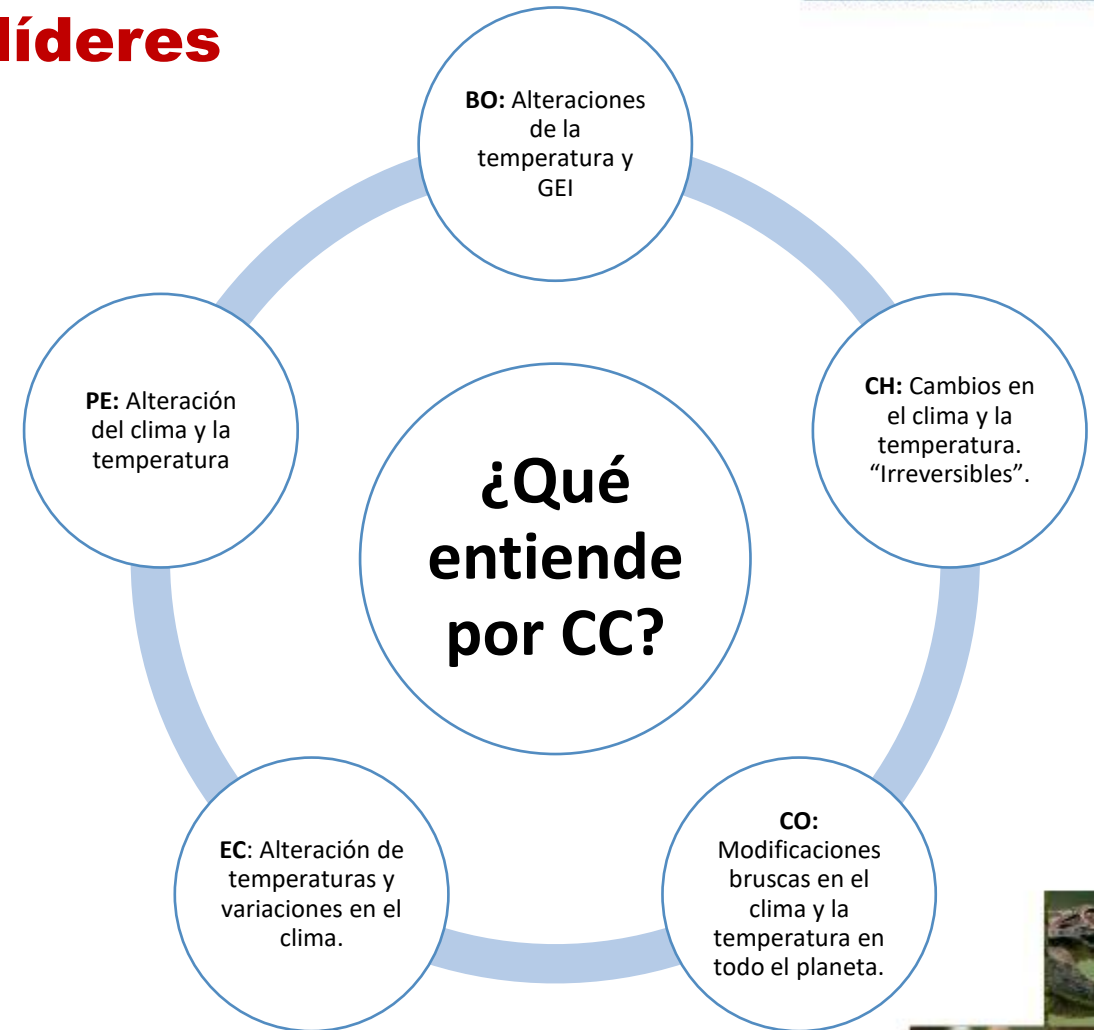 líderes
BO: Alteraciones
de la
temperatura y
GEI
CH: Cambios en
el clima y la
temperatura.
“Irreversibles”.
PE: Alteración
del clima y la
temperatura
¿Qué
entiende
por CC?
EC: Alteración de
temperaturas y
variaciones en el
clima.
CO:
Modificaciones
bruscas en el
clima y la
temperatura en
todo el planeta.